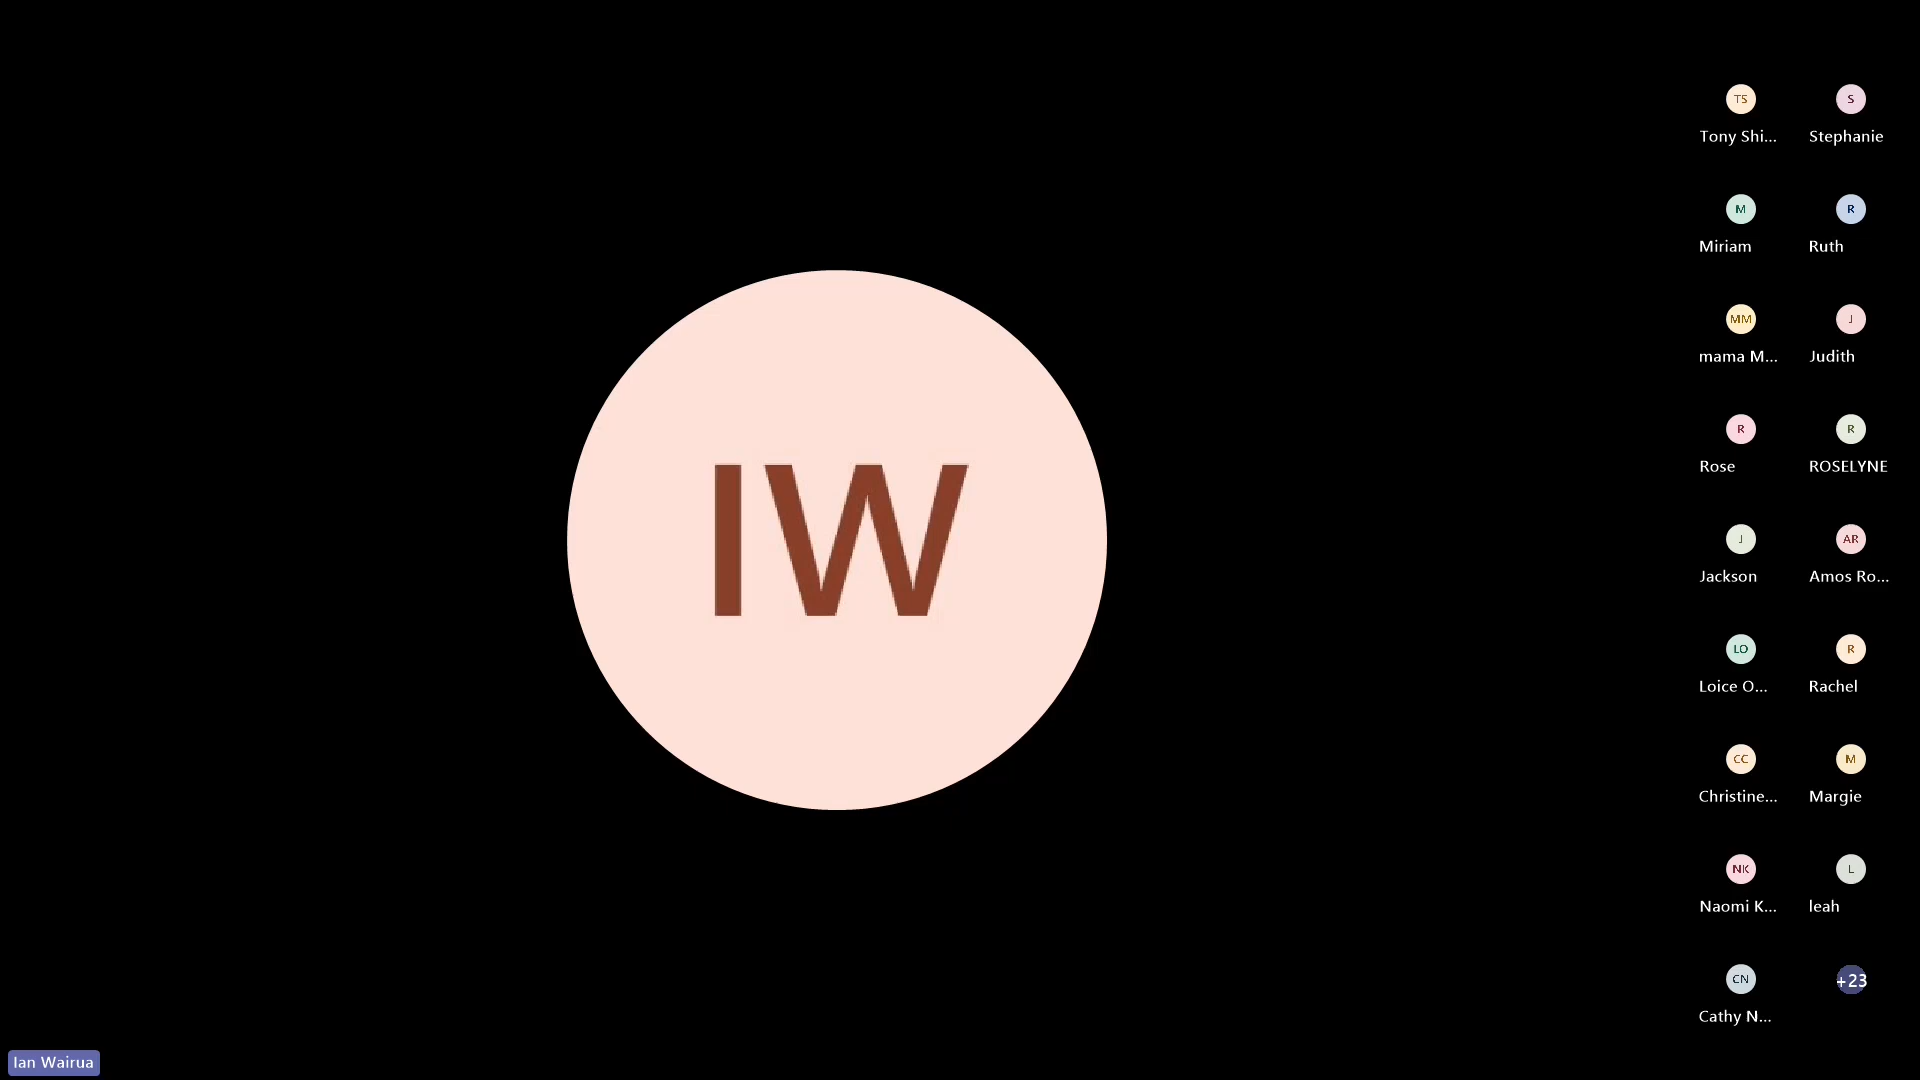 TS
S
Tony Shi...
Stephanie
M
R
Miriam
Ruth
MM
J
mama M...
Judith
R
R
Rose
ROSELYNE
J
AR
Jackson
Amos Ro...
LO
R
Loice O...
Rachel
CC
M
Christine...
Margie
NK
L
Naomi K...
leah
CN
+23
Cathy N...
IW
Ian Wairua